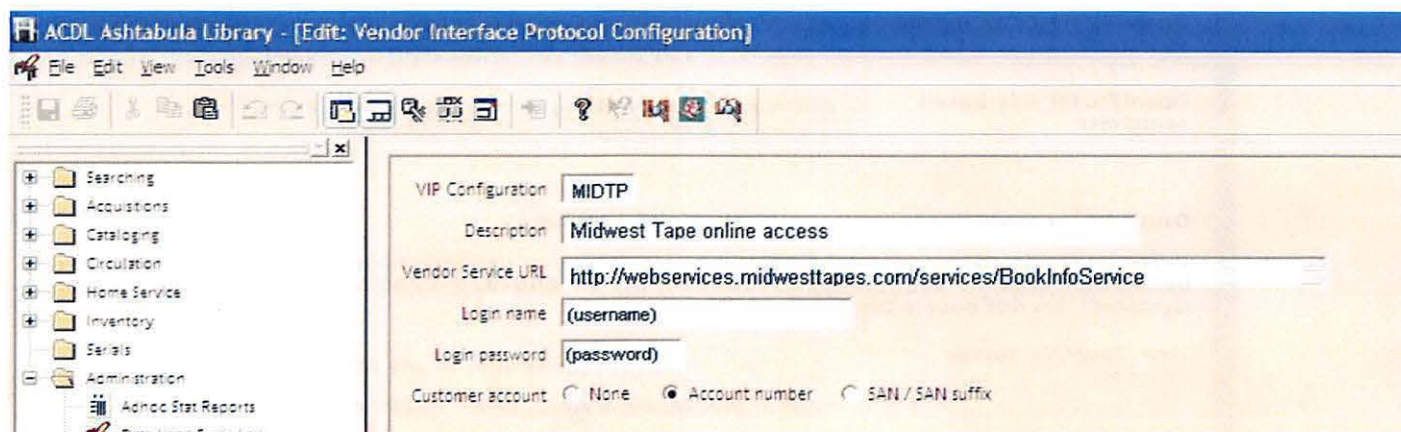 ACDL Ashtabula Library - [Edit: Vendor Interface Protocol Configuration]
File Edit View Tools Window Help
Searching
Acquistions
Cataloging
Circulation
Home Service
Inventory
Serials
Administration
Adhoc Stat Reports
VIP Configuration MIDTP
Description Midwest Tape online access
Vendor Service URL http://webservices.midwesttapes.com/services/BookInfoService
Login name (username)
Login password (password)
Customer account None Account number SAN / SAN suffix